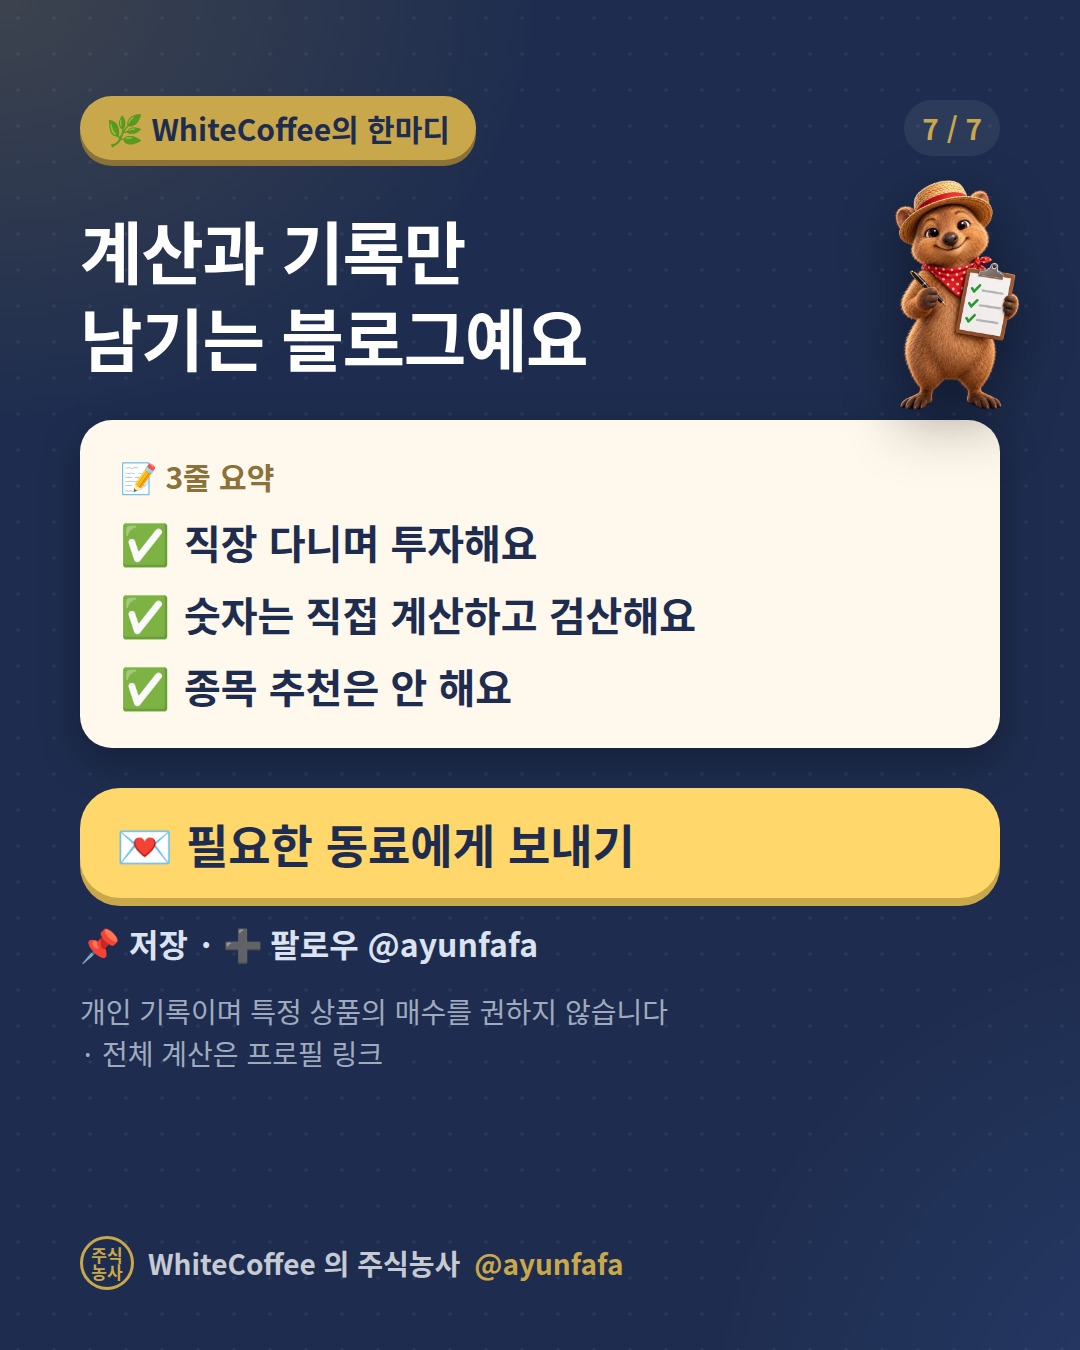 🌿 WhiteCoffee의 한마디
7 / 7
계산과 기록만
남기는 블로그예요
📝 3줄 요약
✅ 직장 다니며 투자해요
✅ 숫자는 직접 계산하고 검산해요
✅ 종목 추천은 안 해요
💌 필요한 동료에게 보내기
📌 저장 · ➕ 팔로우 @ayunfafa
개인 기록이며 특정 상품의 매수를 권하지 않습니다
· 전체 계산은 프로필 링크
주식
농사
WhiteCoffee 의 주식농사 @ayunfafa